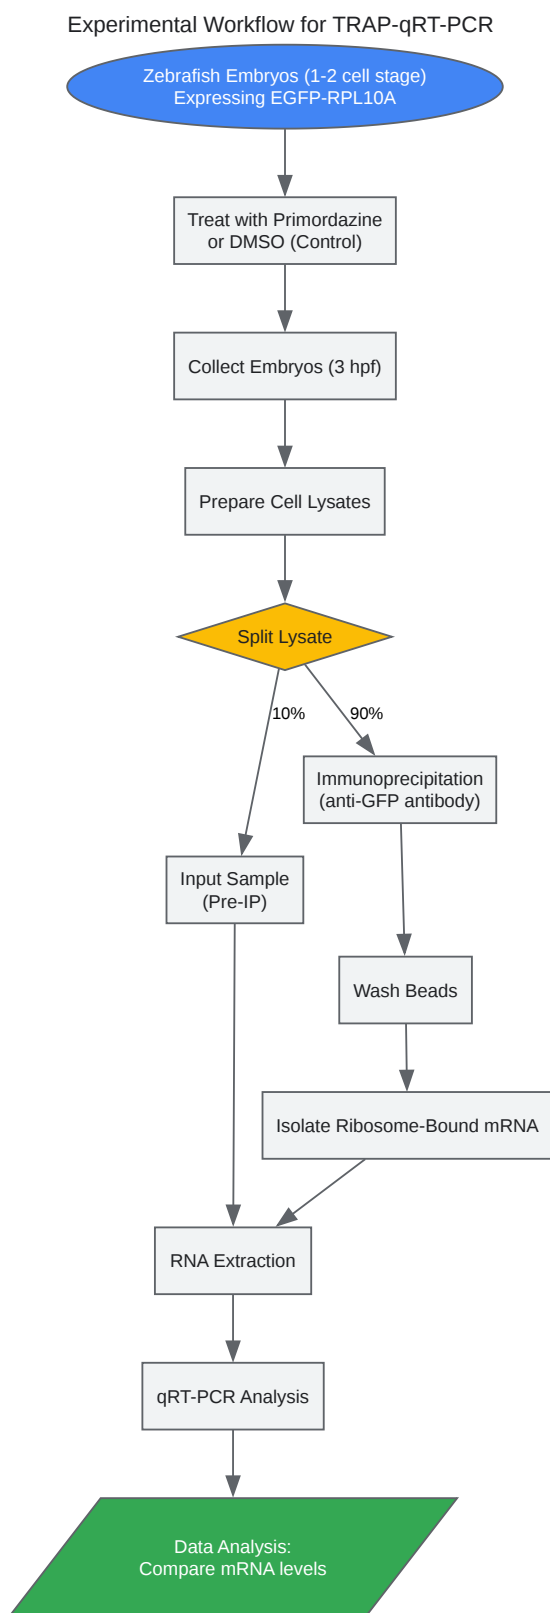 Experimental Workflow for TRAP-qRT-PCR
Zebrafish Embryos (1-2 cell stage)
Expressing EGFP-RPL10A
Treat with Primordazine
or DMSO (Control)
Collect Embryos (3 hpf)
Prepare Cell Lysates
Split Lysate
10%
90%
Immunoprecipitation
(anti-GFP antibody)
Input Sample
(Pre-IP)
Wash Beads
Isolate Ribosome-Bound mRNA
RNA Extraction
qRT-PCR Analysis
Data Analysis:
Compare mRNA levels